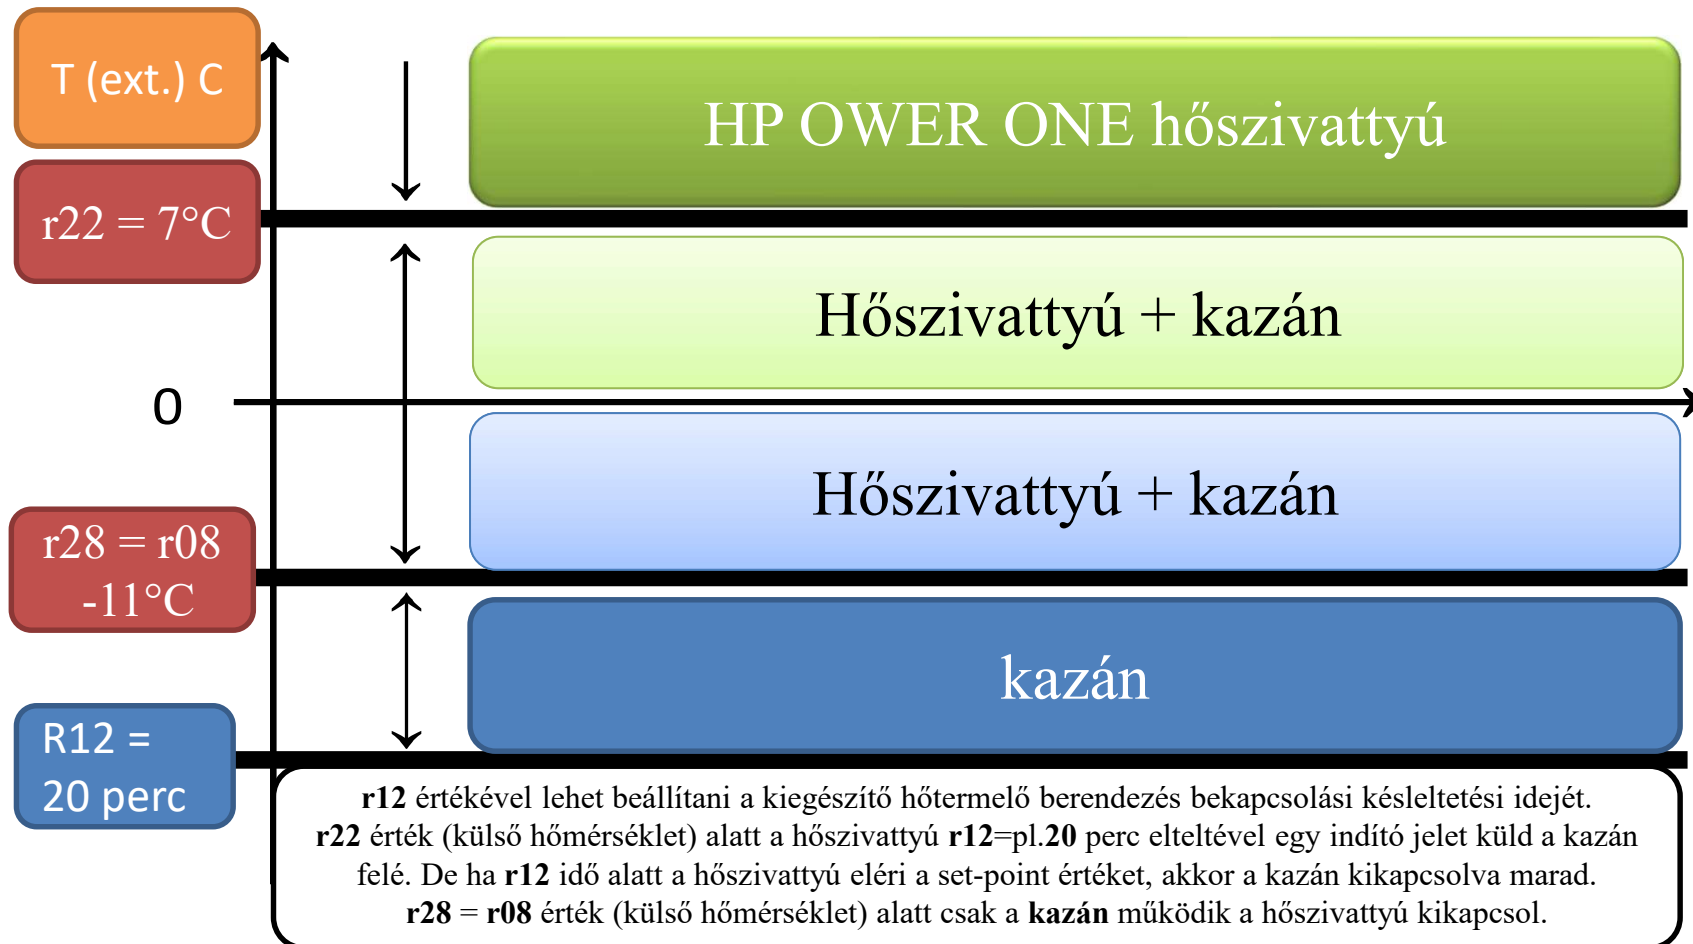 T (ext.) C
HP OWER ONE hőszivattyú
r22 = 7°C
Hőszivattyú + kazán
0
Hőszivattyú + kazán
r28 = r08
-11°C
kazán
R12 =
20 perc
r12 értékével lehet beállítani a kiegészítő hőtermelő berendezés bekapcsolási késleltetési idejét.
r22 érték (külső hőmérséklet) alatt a hőszivattyú r12=pl.20 perc elteltével egy indító jelet küld a kazán
felé. De ha r12 idő alatt a hőszivattyú eléri a set-point értéket, akkor a kazán kikapcsolva marad.
r28 = r08 érték (külső hőmérséklet) alatt csak a kazán működik a hőszivattyú kikapcsol.